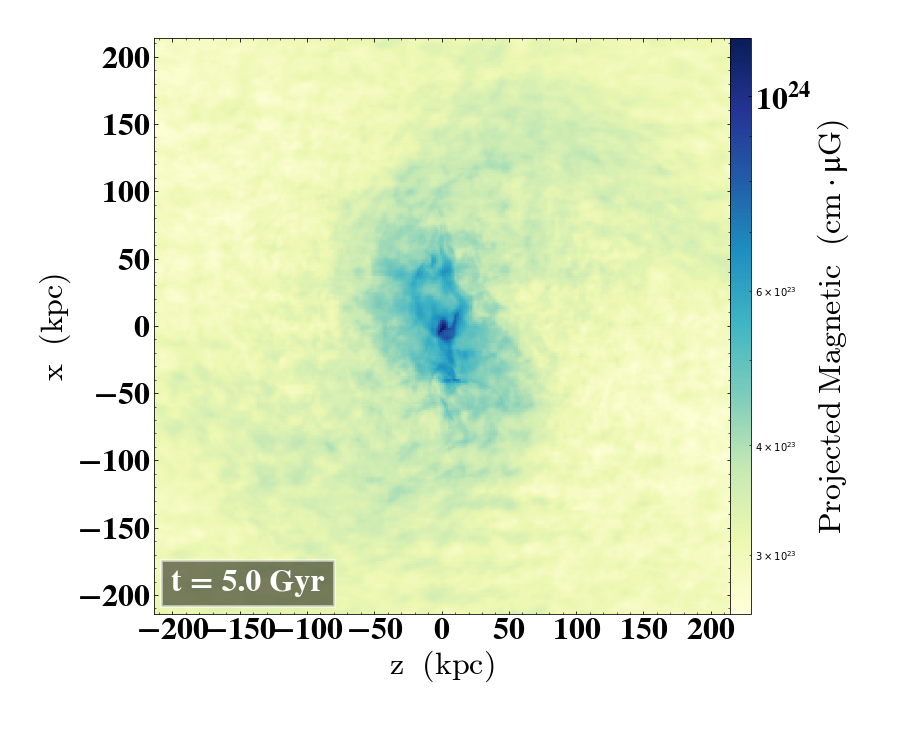 200
150
100
50
0
−50
−100
−150
−200
x (kpc)
t = 5.0 Gyr
−200 −150 −100 −50 0 50 100 150 200
z (kpc)
10²⁴
6 × 10²³
4 × 10²³
3 × 10²³
Projected Magnetic (cm · μG)